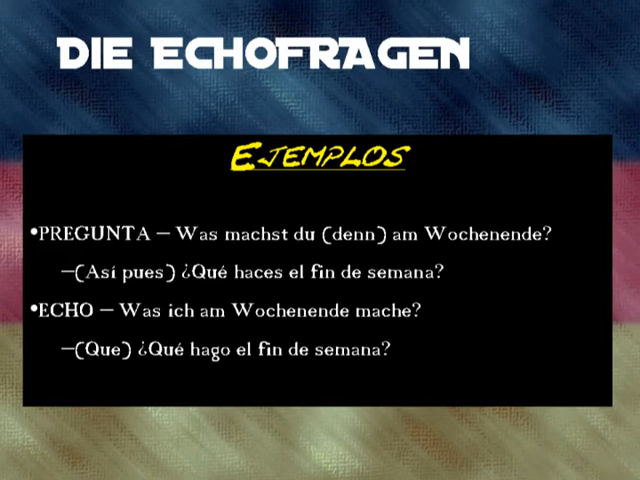 DIE ECHOFRAGEN
EJEMPLOS
•PREGUNTA – Was machst du (denn) am Wochenende?
–(Así pues) ¿Qué haces el fin de semana?
•ECHO – Was ich am Wochenende mache?
–(Que) ¿Qué hago el fin de semana?